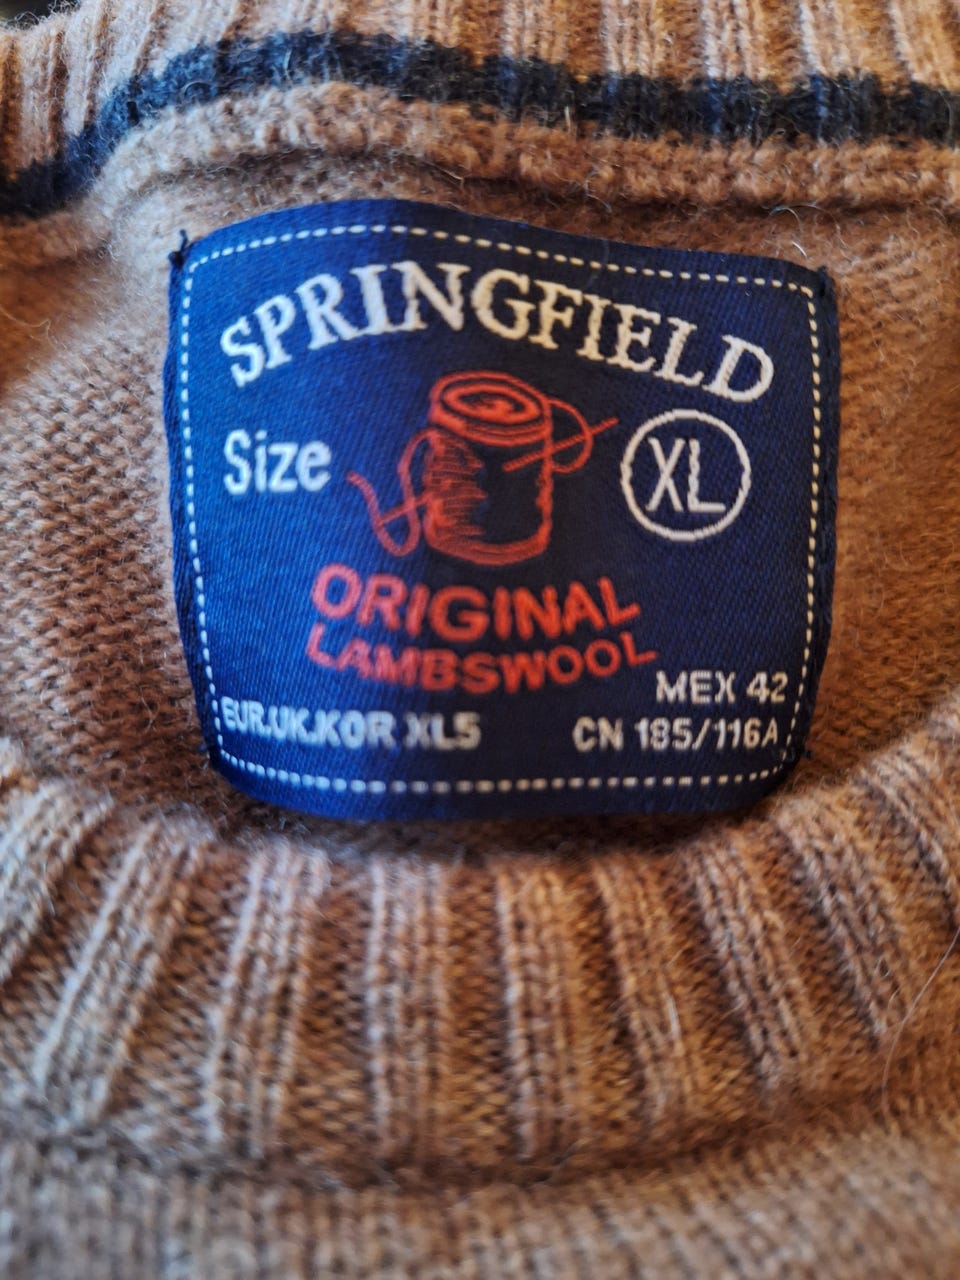 SPRINGFIELD
Size XL
ORIGINAL
LAMBSWOOL
MEX 42
EUR.UK.KOR XL5 CN 185/116A